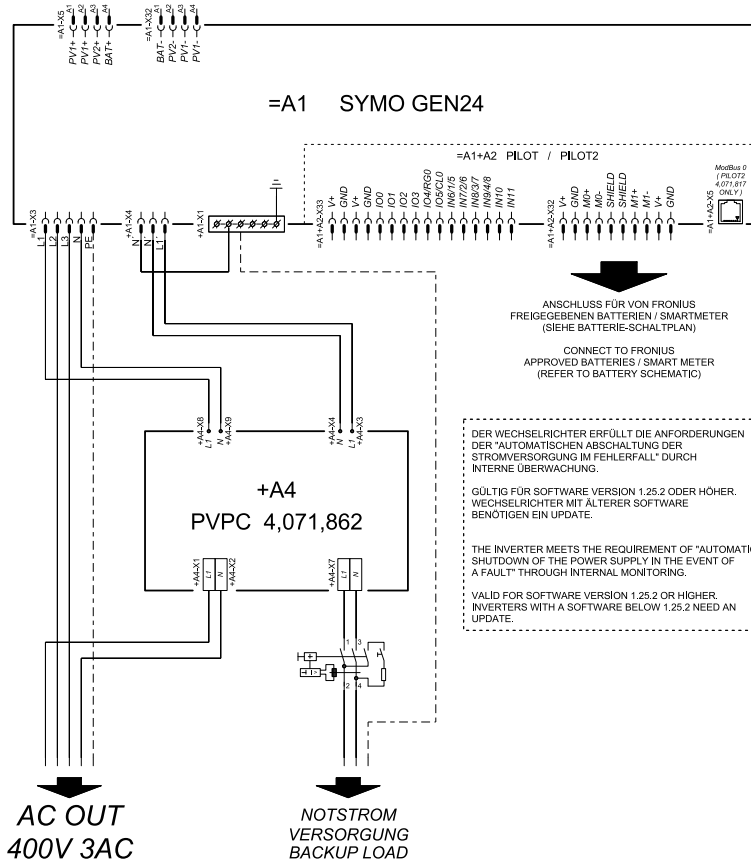 =A1-X5 A1 A2 A3 A4
PV1+ PV1+ PV2+ BAT+
=A1-X32 A1 A2 A3 A4
BAT- PV2- PV1- PV1-
=A1 SYMO GEN24
=A1+A2 PILOT / PILOT2
ModBus 0
( PILOT2
4,071,817
ONLY )
=A1+A2-X5
=A1-X3
L1 L2 L3 N PE
+A1-X4
N' N' L1'
+A1-X1
=A1+A2-X33
V+ GND V+ GND IO0 IO1 IO2 IO3 IO4/RG0 IO5/CL0 IN6/1/5 IN7/2/6 IN8/3/7 IN9/4/8 IN10 IN11
=A1+A2-X32
V+ GND M0+ M0- SHIELD SHIELD M1+ M1- V+ GND
ANSCHLUSS FÜR VON FRONIUS
FREIGEGEBENEN BATTERIEN / SMARTMETER
(SIEHE BATTERIE-SCHALTPLAN)
CONNECT TO FRONIUS
APPROVED BATTERIES / SMART METER
(REFER TO BATTERY SCHEMATIC)
+A4-X8 L1 N +A4-X9
+A4-X4 N L1 +A4-X3
+A4
PVPC 4,071,862
+A4-X1 L1 N +A4-X2
+A4-X7 L1 N
DER WECHSELRICHTER ERFÜLLT DIE ANFORDERUNGEN
DER "AUTOMATISCHEN ABSCHALTUNG DER
STROMVERSORGUNG IM FEHLERFALL" DURCH
INTERNE ÜBERWACHUNG.
GÜLTIG FÜR SOFTWARE VERSION 1.25.2 ODER HÖHER.
WECHSELRICHTER MIT ÄLTERER SOFTWARE
BENÖTIGEN EIN UPDATE.
THE INVERTER MEETS THE REQUIREMENT OF "AUTOMATIC
SHUTDOWN OF THE POWER SUPPLY IN THE EVENT OF
A FAULT" THROUGH INTERNAL MONITORING.
VALID FOR SOFTWARE VERSION 1.25.2 OR HIGHER.
INVERTERS WITH A SOFTWARE BELOW 1.25.2 NEED AN
UPDATE.
1 3
I >
2 4
AC OUT
400V 3AC
NOTSTROM
VERSORGUNG
BACKUP LOAD